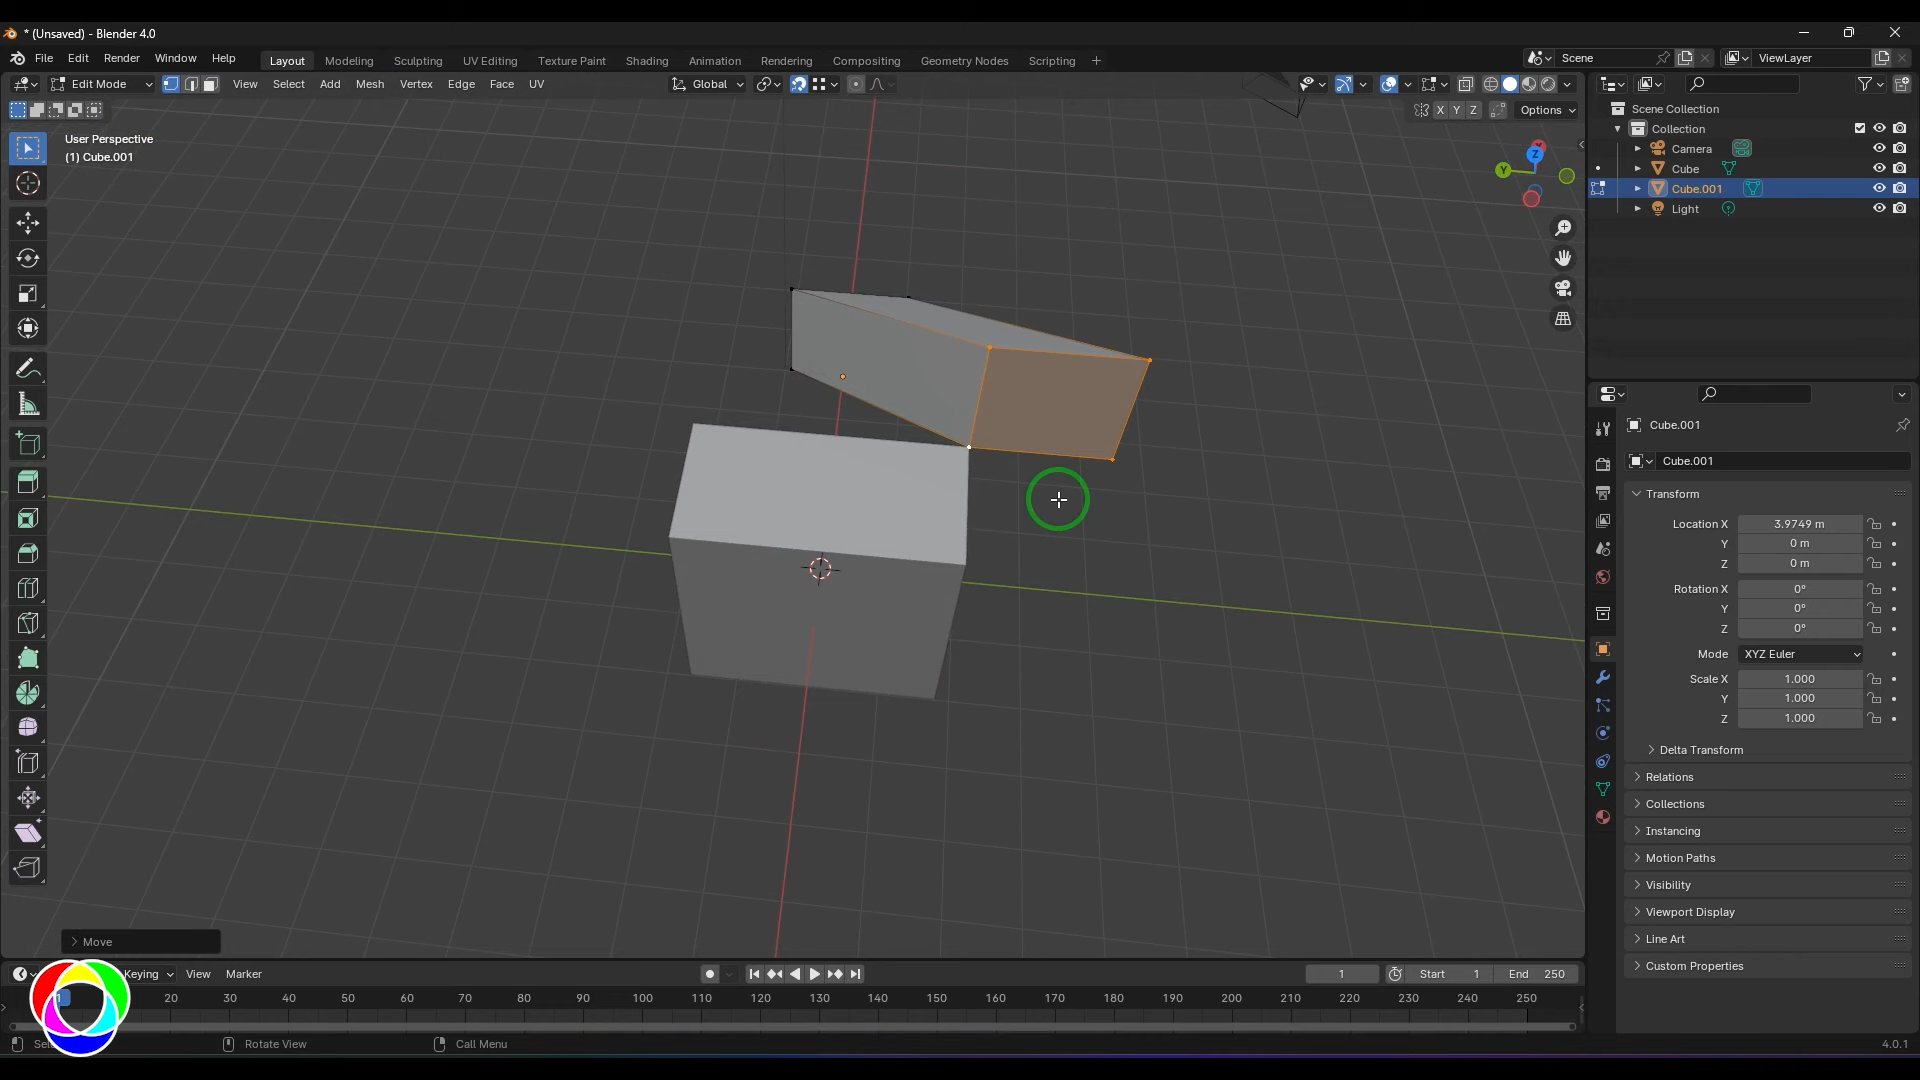 * (Unsaved) - Blender 4.0
File Edit Render Window Help Layout Modeling Sculpting UV Editing Texture Paint Shading Animation Rendering Compositing Geometry Nodes Scripting + Scene ViewLayer
Edit Mode View Select Add Mesh Vertex Edge Face UV Global
X Y Z Options
User Perspective
(1) Cube.001
Z
Y
Scene Collection
Collection
Camera
Cube
Cube.001
Light
Cube.001
Cube.001
Transform
Location X 3.9749 m
Y 0 m
Z 0 m
Rotation X 0°
Y 0°
Z 0°
Mode XYZ Euler
Scale X 1.000
Y 1.000
Z 1.000
Delta Transform
Relations
Collections
Instancing
Motion Paths
Visibility
Viewport Display
Line Art
Custom Properties
Move
Keying View Marker 1 Start 1 End 250
1 20 30 40 50 60 70 80 90 100 110 120 130 140 150 160 170 180 190 200 210 220 230 240 250
Rotate View Call Menu 4.0.1